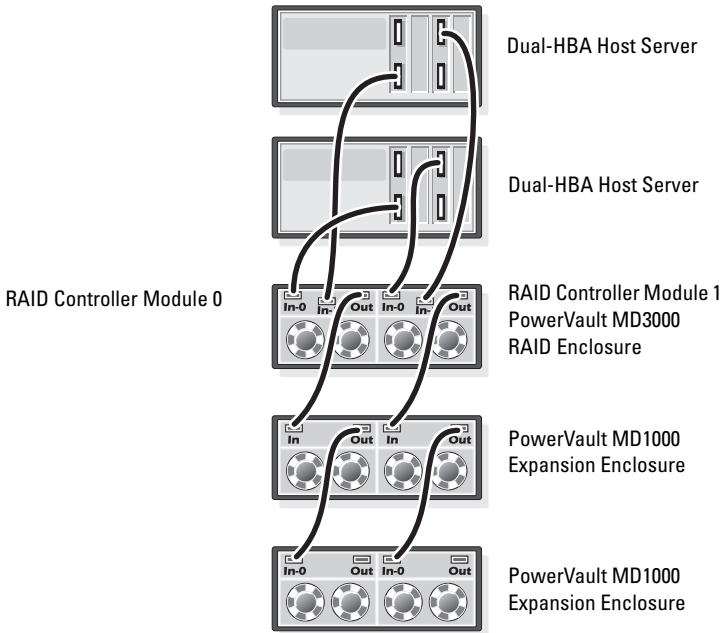 Dual-HBA Host Server
Dual-HBA Host Server
RAID Controller Module 0
RAID Controller Module 1
PowerVault MD3000
RAID Enclosure
In-0 In- Out In-0 In- Out
In Out In Out
PowerVault MD1000
Expansion Enclosure
In-0 Out In-0 Out
PowerVault MD1000
Expansion Enclosure